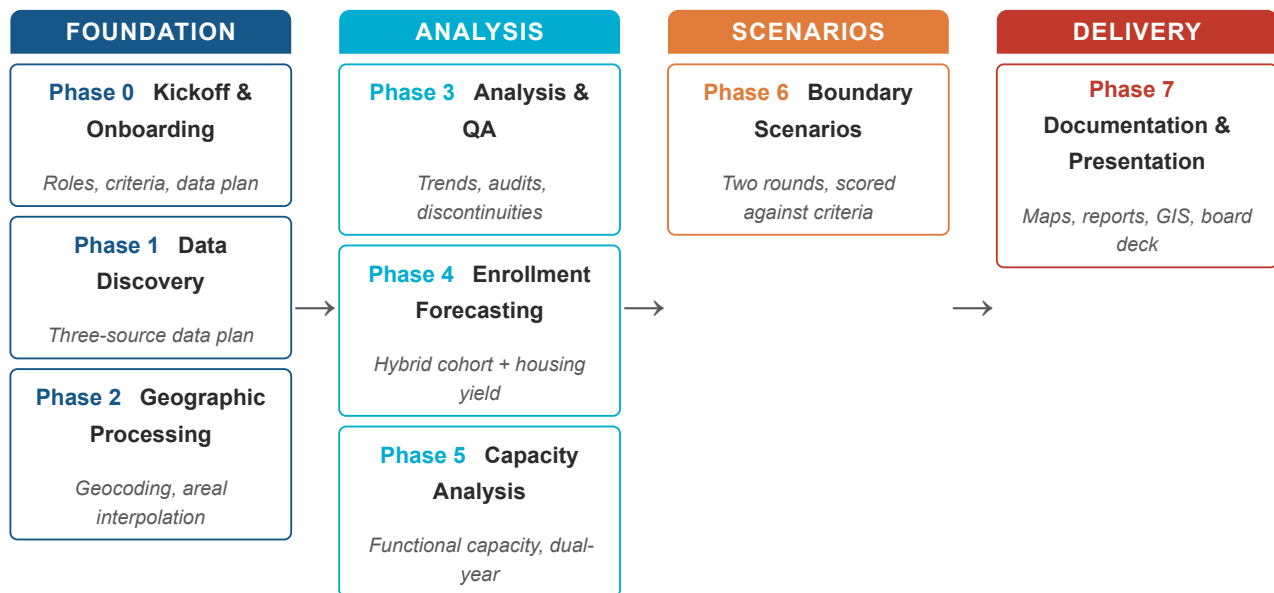 FOUNDATION
Phase 0 Kickoff &
Onboarding
Roles, criteria, data plan
Phase 1 Data
Discovery
Three-source data plan
Phase 2 Geographic
Processing
Geocoding, areal
interpolation
→
ANALYSIS
Phase 3 Analysis &
QA
Trends, audits,
discontinuities
Phase 4 Enrollment
Forecasting
Hybrid cohort + housing
yield
Phase 5 Capacity
Analysis
Functional capacity, dual-
year
→
SCENARIOS
Phase 6 Boundary
Scenarios
Two rounds, scored
against criteria
→
DELIVERY
Phase 7
Documentation &
Presentation
Maps, reports, GIS, board
deck